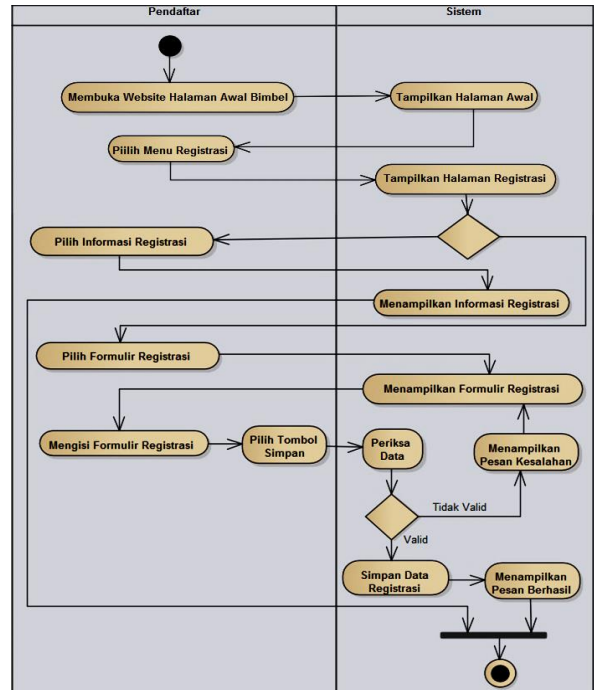 Pendaftar
Sistem
Membuka Website Halaman Awal Bimbel
Tampilkan Halaman Awal
Piilih Menu Registrasi
Tampilkan Halaman Registrasi
Pilih Informasi Registrasi
Menampilkan Informasi Registrasi
Pilih Formulir Registrasi
Menampilkan Formulir Registrasi
Mengisi Formulir Registrasi
Pilih Tombol
Simpan
Periksa
Data
Menampilkan
Pesan Kesalahan
Tidak Valid
Valid
Simpan Data
Registrasi
Menampilkan
Pesan Berhasil